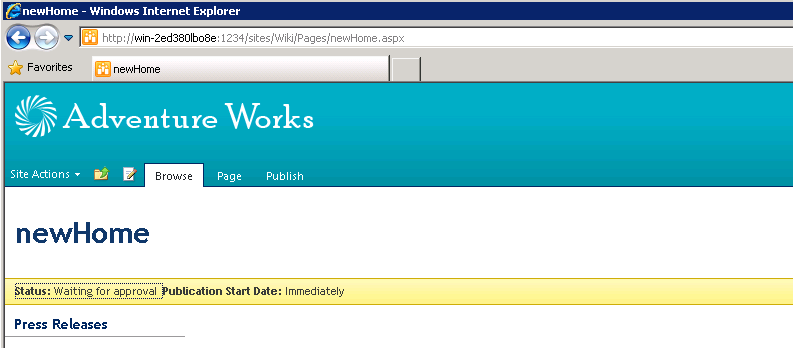 newHome - Windows Internet Explorer
http://win-2ed380lbo8e:1234/sites/Wiki/Pages/newHome.aspx
Favorites newHome
Adventure Works
Site Actions Browse Page Publish
newHome
Status: Waiting for approval Publication Start Date: Immediately
Press Releases